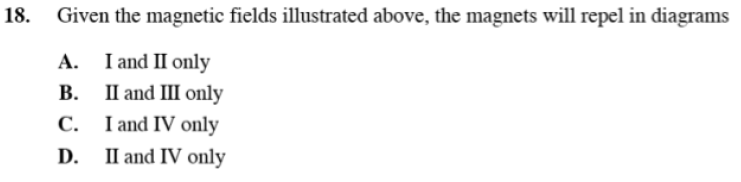 18. Given the magnetic fields illustrated above, the magnets will repel in diagrams
A. I and II only
B. II and III only
C. I and IV only
D. II and IV only